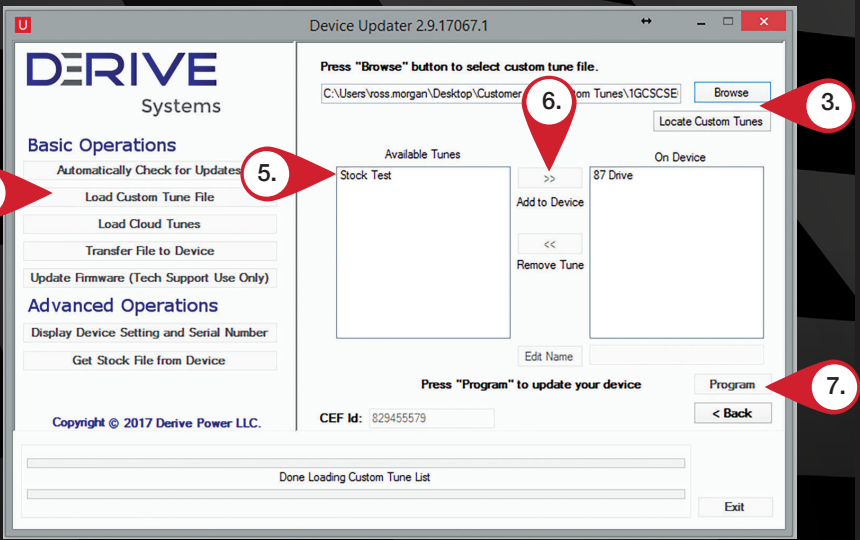 U
Device Updater 2.9.17067.1
DERIVE
Systems
Basic Operations
Automatically Check for Updates
Load Custom Tune File
Load Cloud Tunes
Transfer File to Device
Update Firmware (Tech Support Use Only)
Advanced Operations
Display Device Setting and Serial Number
Get Stock File from Device
Copyright © 2017 Derive Power LLC.
Press "Browse" button to select custom tune file.
C:\Users\ross.morgan\Desktop\Customer om Tunes\1GCSCSE
Browse
3.
Locate Custom Tunes
6.
Available Tunes
On Device
5.
Stock Test
>>
87 Drive
Add to Device
<<
Remove Tune
Edit Name
Press "Program" to update your device
Program
7.
CEF Id: 829455579
< Back
Done Loading Custom Tune List
Exit